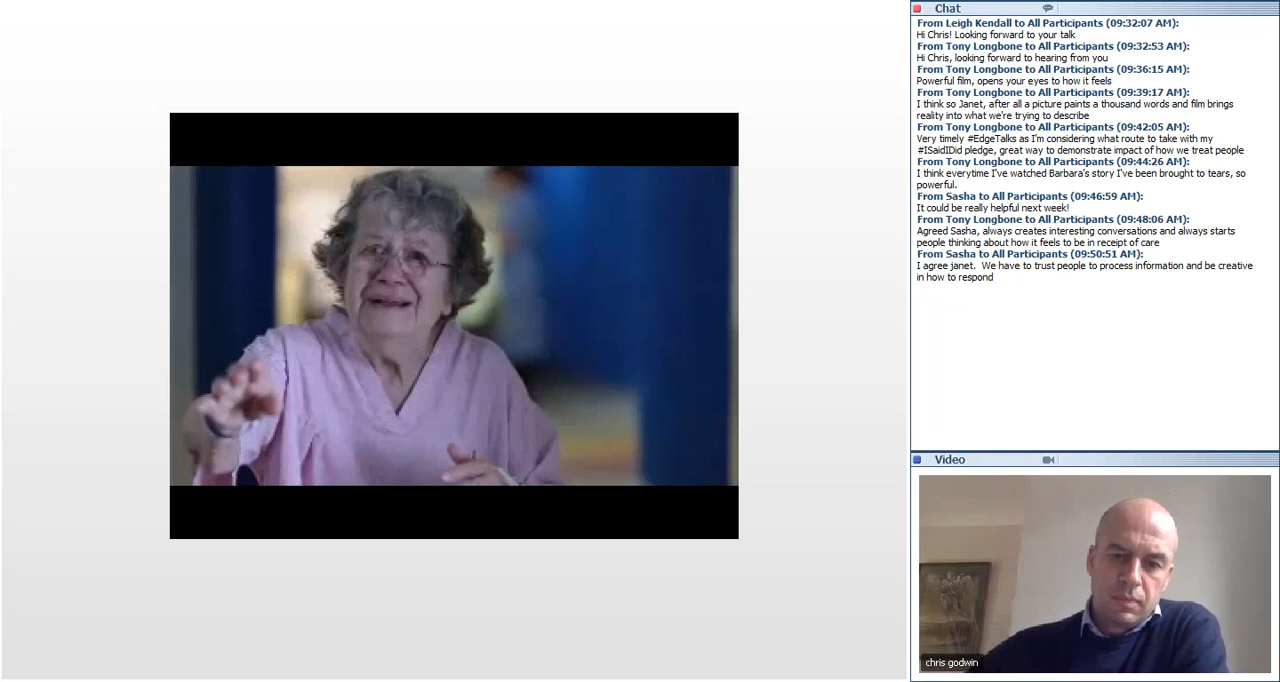 Chat
From Leigh Kendall to All Participants (09:32:07 AM):
Hi Chris! Looking forward to your talk
From Tony Longbone to All Participants (09:32:53 AM):
Hi Chris, looking forward to hearing from you
From Tony Longbone to All Participants (09:36:15 AM):
Powerful film, opens your eyes to how it feels
From Tony Longbone to All Participants (09:39:17 AM):
I think so Janet, after all a picture paints a thousand words and film brings
reality into what we're trying to describe
From Tony Longbone to All Participants (09:42:05 AM):
Very timely #EdgeTalks as I'm considering what route to take with my
#ISaidIDid pledge, great way to demonstrate impact of how we treat people
From Tony Longbone to All Participants (09:44:26 AM):
I think everytime I've watched Barbara's story I've been brought to tears, so
powerful.
From Sasha to All Participants (09:46:59 AM):
It could be really helpful next week!
From Tony Longbone to All Participants (09:48:06 AM):
Agreed Sasha, always creates interesting conversations and always starts
people thinking about how it feels to be in receipt of care
From Sasha to All Participants (09:50:51 AM):
I agree janet.  We have to trust people to process information and be creative
in how to respond
Video
chris godwin